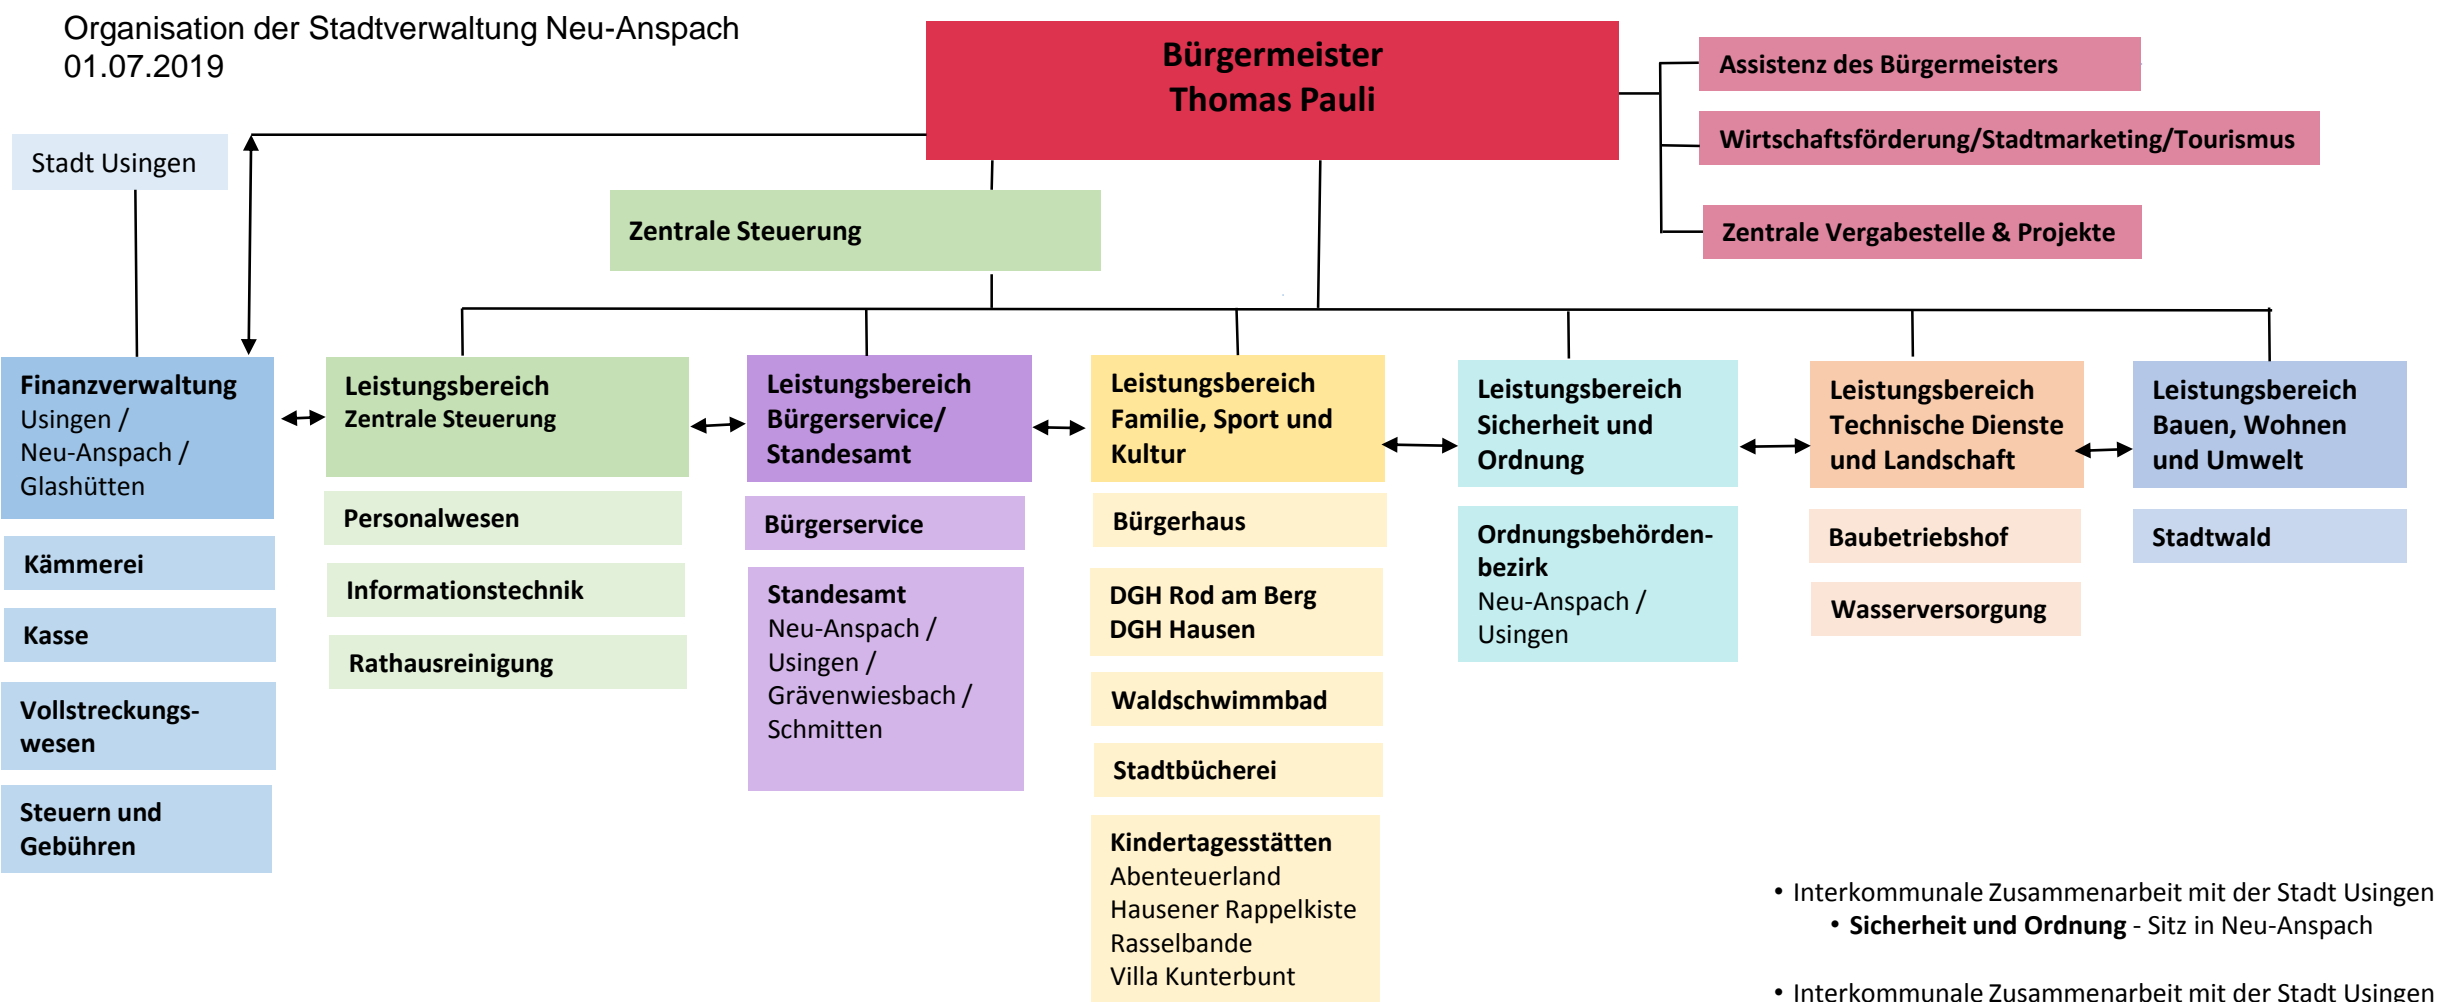 Organisation der Stadtverwaltung Neu-Anspach
01.07.2019
Bürgermeister
Thomas Pauli
Assistenz des Bürgermeisters
Wirtschaftsförderung/Stadtmarketing/Tourismus
Zentrale Vergabestelle & Projekte
Stadt Usingen
Zentrale Steuerung
Finanzverwaltung
Usingen /
Neu-Anspach /
Glashütten
Kämmerei
Kasse
Vollstreckungs-
wesen
Steuern und
Gebühren
Leistungsbereich
Zentrale Steuerung
Personalwesen
Informationstechnik
Rathausreinigung
Leistungsbereich
Bürgerservice/
Standesamt
Bürgerservice
Standesamt
Neu-Anspach /
Usingen /
Grävenwiesbach /
Schmitten
Leistungsbereich
Familie, Sport und
Kultur
Bürgerhaus
DGH Rod am Berg
DGH Hausen
Waldschwimmbad
Stadtbücherei
Kindertagesstätten
Abenteuerland
Hausener Rappelkiste
Rasselbande
Villa Kunterbunt
Leistungsbereich
Sicherheit und
Ordnung
Ordnungsbehörden-
bezirk
Neu-Anspach /
Usingen
Leistungsbereich
Technische Dienste
und Landschaft
Baubetriebshof
Wasserversorgung
Leistungsbereich
Bauen, Wohnen
und Umwelt
Stadtwald
• Interkommunale Zusammenarbeit mit der Stadt Usingen
• Sicherheit und Ordnung - Sitz in Neu-Anspach
• Interkommunale Zusammenarbeit mit der Stadt Usingen